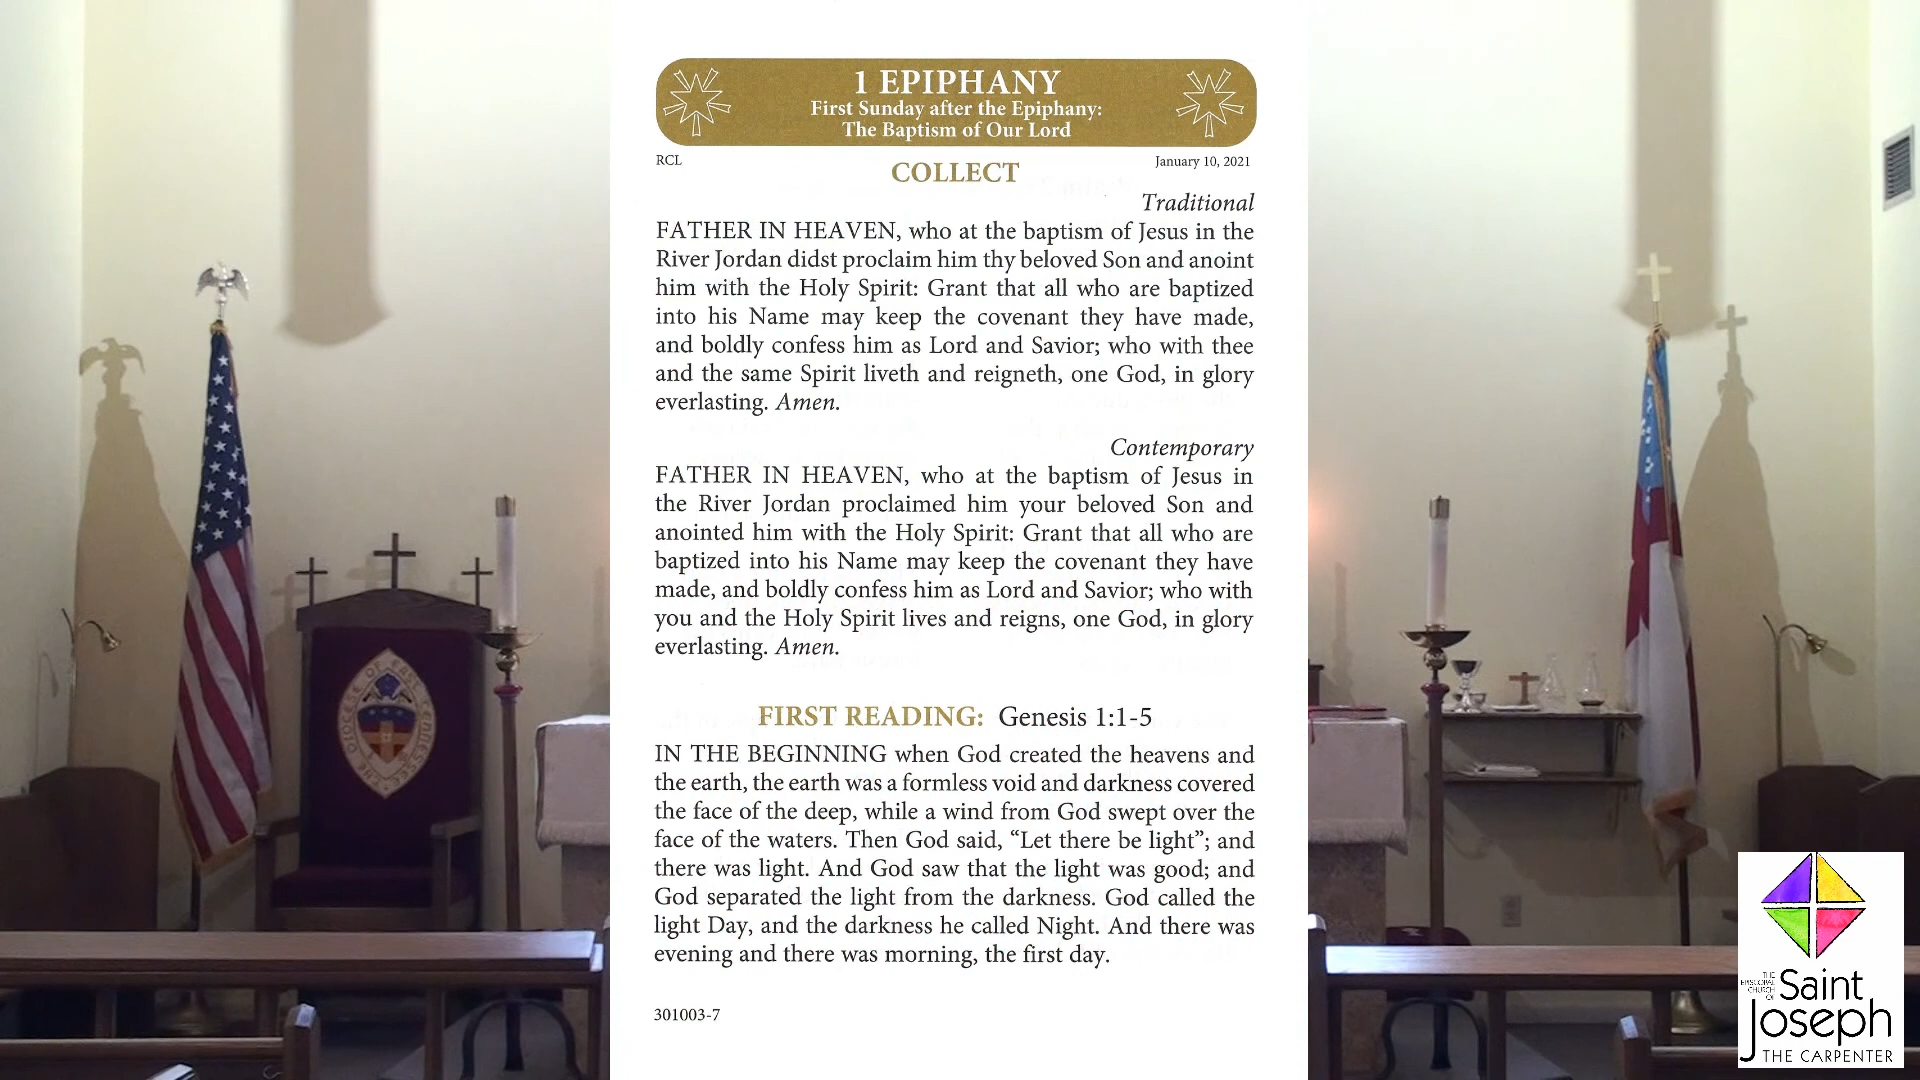 1 EPIPHANY
First Sunday after the Epiphany:
The Baptism of Our Lord
RCL
January 10, 2021
COLLECT
Traditional
FATHER IN HEAVEN, who at the baptism of Jesus in the
River Jordan didst proclaim him thy beloved Son and anoint
him with the Holy Spirit: Grant that all who are baptized
into his Name may keep the covenant they have made,
and boldly confess him as Lord and Savior; who with thee
and the same Spirit liveth and reigneth, one God, in glory
everlasting. Amen.
Contemporary
FATHER IN HEAVEN, who at the baptism of Jesus in
the River Jordan proclaimed him your beloved Son and
anointed him with the Holy Spirit: Grant that all who are
baptized into his Name may keep the covenant they have
made, and boldly confess him as Lord and Savior; who with
you and the Holy Spirit lives and reigns, one God, in glory
everlasting. Amen.
FIRST READING: Genesis 1:1-5
IN THE BEGINNING when God created the heavens and
the earth, the earth was a formless void and darkness covered
the face of the deep, while a wind from God swept over the
face of the waters. Then God said, “Let there be light”; and
there was light. And God saw that the light was good; and
God separated the light from the darkness. God called the
light Day, and the darkness he called Night. And there was
evening and there was morning, the first day.
301003-7
THE DIOCESE OF EAST TENNESSEE
THE
EPISCOPAL
CHURCH
OF
Saint
Joseph
THE CARPENTER